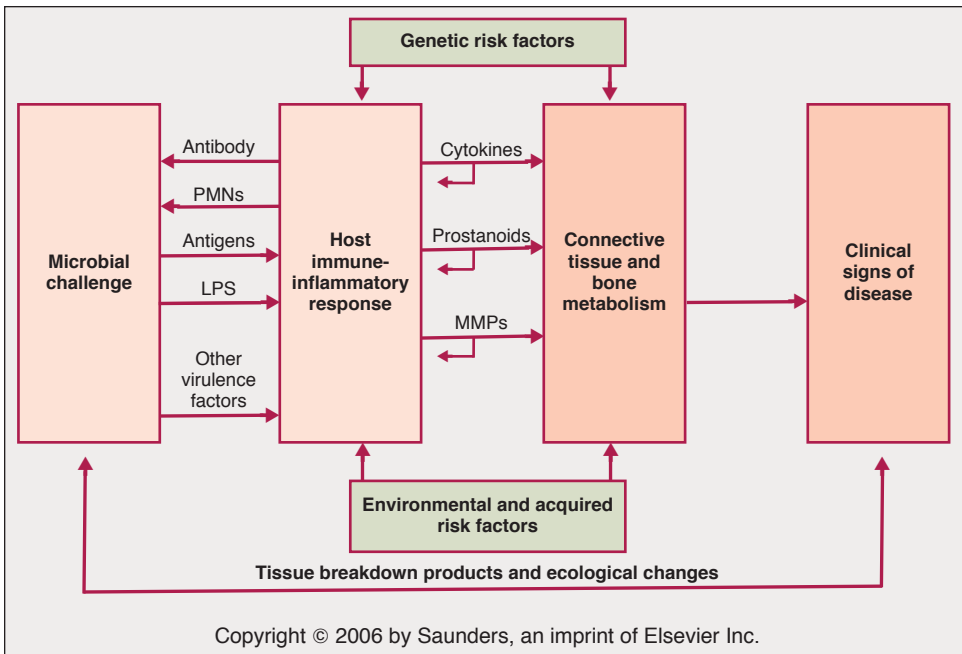 Genetic risk factors
Microbial
challenge
Antibody
PMNs
Antigens
LPS
Other
virulence
factors
Host
immune-
inflammatory
response
Cytokines
Prostanoids
MMPs
Connective
tissue and
bone
metabolism
Clinical
signs of
disease
Environmental and acquired
risk factors
Tissue breakdown products and ecological changes
Copyright © 2006 by Saunders, an imprint of Elsevier Inc.